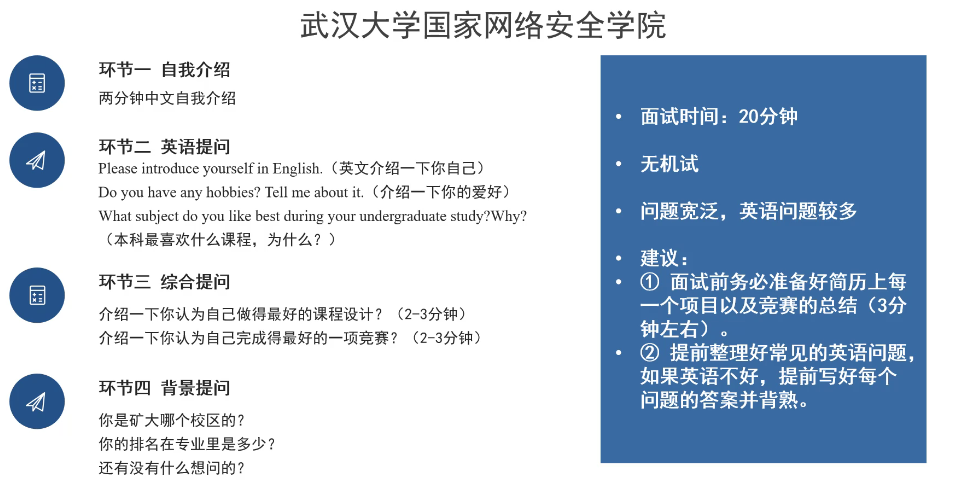 武汉大学国家网络安全学院
环节一 自我介绍
两分钟中文自我介绍
环节二 英语提问
Please introduce yourself in English.（英文介绍一下你自己）
Do you have any hobbies? Tell me about it.（介绍一下你的爱好）
What subject do you like best during your undergraduate study?Why?
（本科最喜欢什么课程，为什么？）
环节三 综合提问
介绍一下你认为自己做得最好的课程设计？（2-3分钟）
介绍一下你认为自己完成得最好的一项竞赛？（2-3分钟）
环节四 背景提问
你是矿大哪个校区的？
你的排名在专业里是多少？
还有没有什么想问的？
• 面试时间：20分钟
• 无机试
• 问题宽泛，英语问题较多
• 建议：
• ① 面试前务必准备好简历上每
一个项目以及竞赛的总结（3分
钟左右）。
• ② 提前整理好常见的英语问题，
如果英语不好，提前写好每个
问题的答案并背熟。